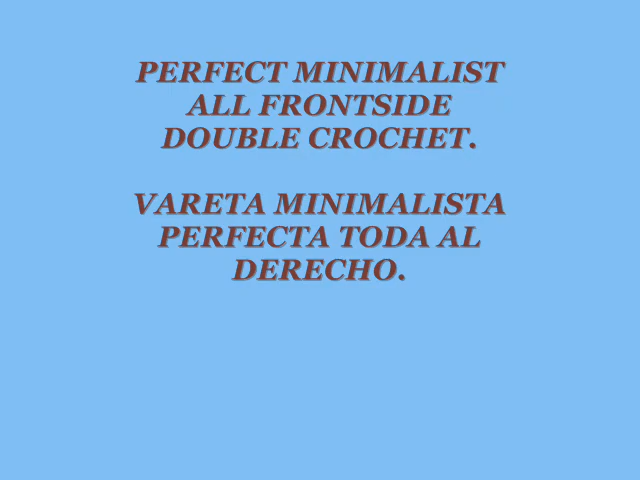 PERFECT MINIMALIST
ALL FRONTSIDE
DOUBLE CROCHET.
VARETA MINIMALISTA
PERFECTA TODA AL
DERECHO.